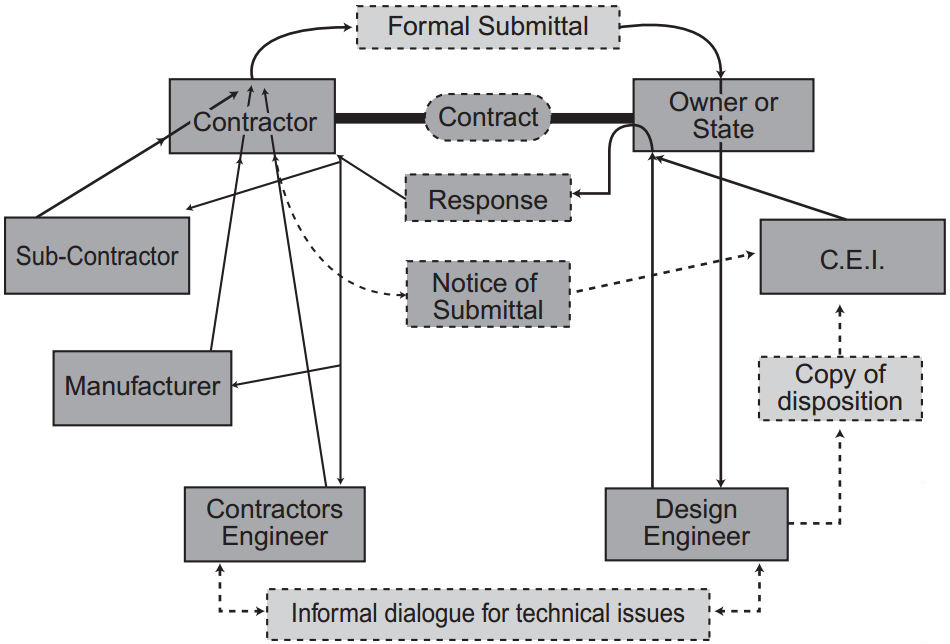 Formal Submittal
Contractor
Contract
Owner or
State
Response
Sub-Contractor
Notice of
Submittal
C.E.I.
Manufacturer
Copy of
disposition
Contractors
Engineer
Design
Engineer
Informal dialogue for technical issues